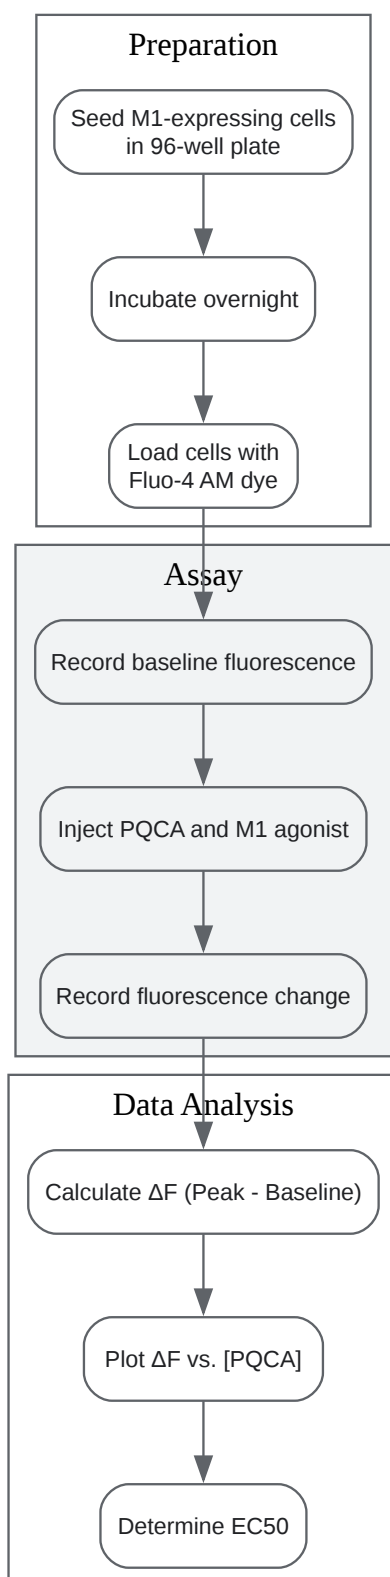 Preparation
Seed M1-expressing cells
in 96-well plate
Incubate overnight
Load cells with
Fluo-4 AM dye
Assay
Record baseline fluorescence
Inject PQCA and M1 agonist
Record fluorescence change
Data Analysis
Calculate ΔF (Peak - Baseline)
Plot ΔF vs. [PQCA]
Determine EC50